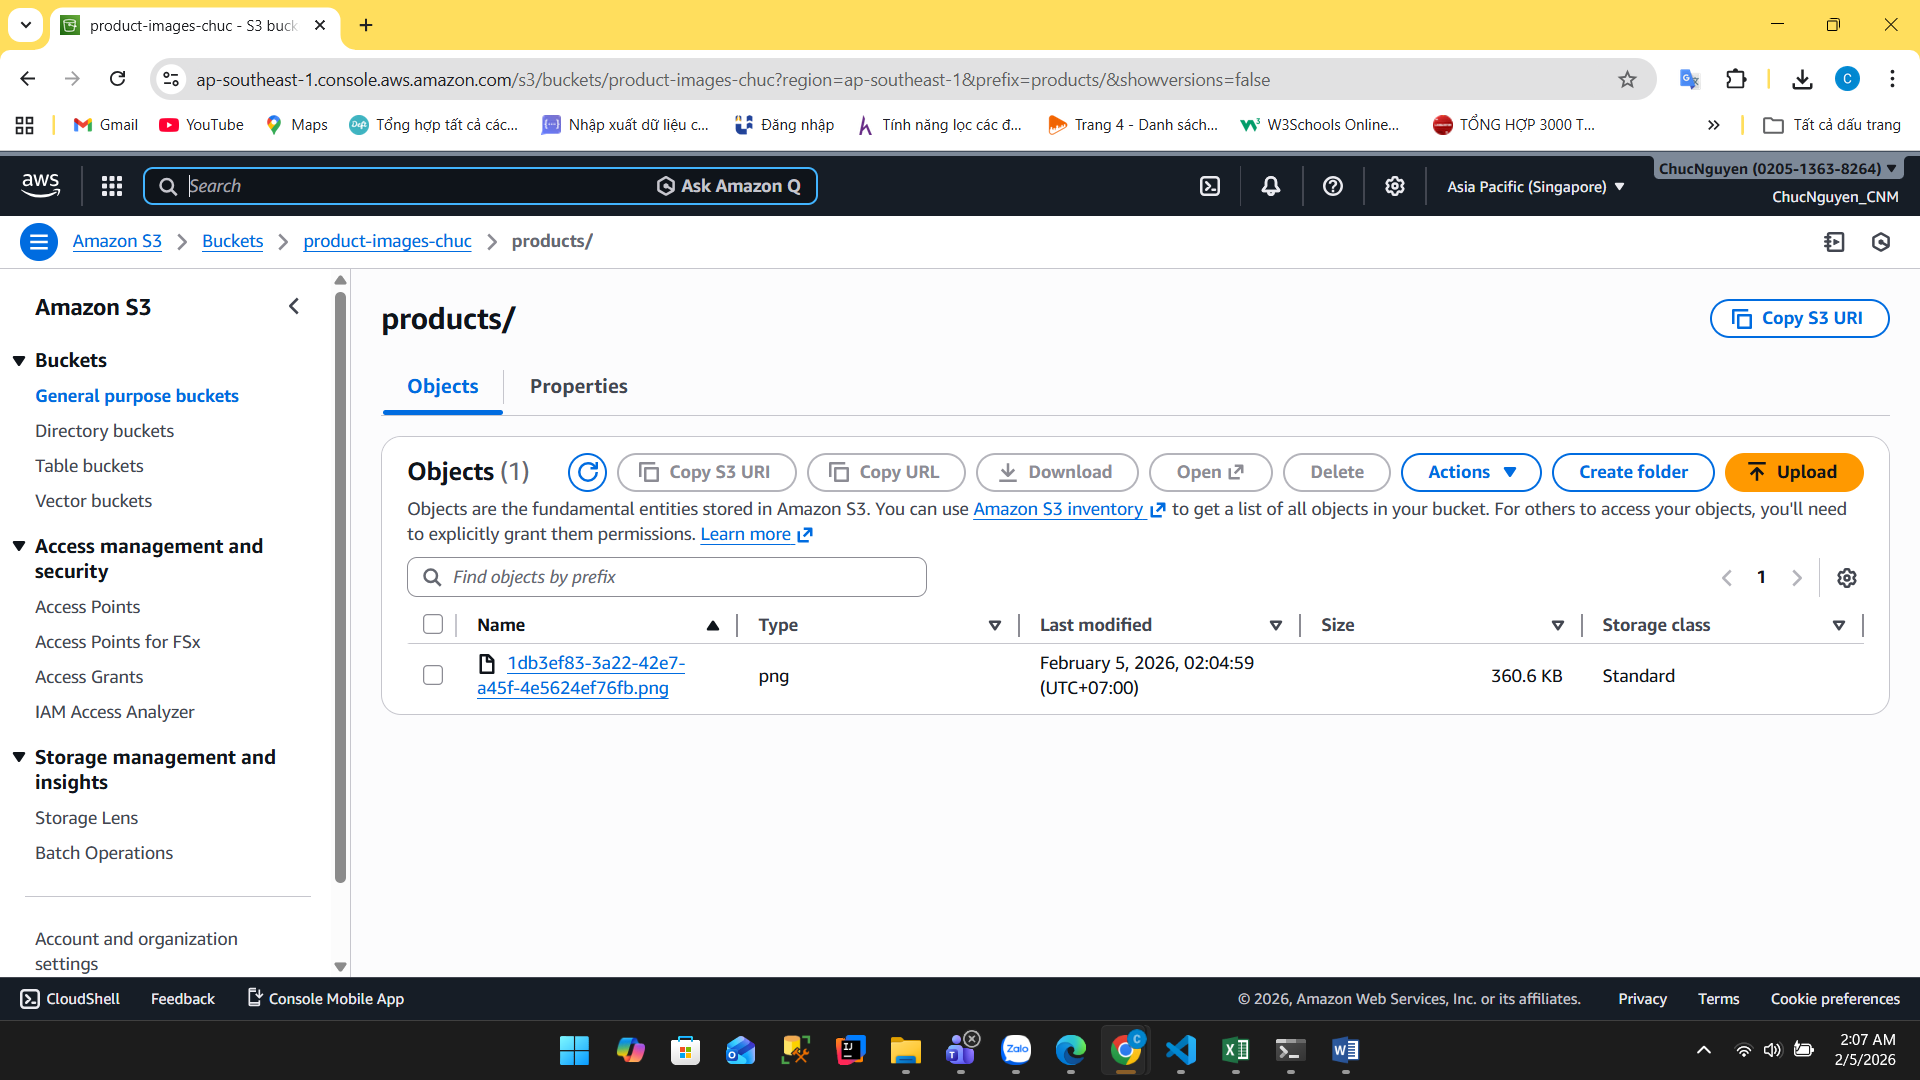 product-images-chuc - S3 buck
ap-southeast-1.console.aws.amazon.com/s3/buckets/product-images-chuc?region=ap-southeast-1&prefix=products/&showversions=false
C
Gmail
YouTube
Maps
Tổng hợp tất cả các...
Nhập xuất dữ liệu c...
Đăng nhập
Tính năng lọc các đ...
Trang 4 - Danh sách...
W3Schools Online...
TỔNG HỢP 3000 T...
Tất cả dấu trang
aws
Search
Ask Amazon Q
Asia Pacific (Singapore)
ChucNguyen (0205-1363-8264)
ChucNguyen_CNM
Amazon S3
Buckets
product-images-chuc
products/
Amazon S3
Buckets
General purpose buckets
Directory buckets
Table buckets
Vector buckets
Access management and
security
Access Points
Access Points for FSx
Access Grants
IAM Access Analyzer
Storage management and
insights
Storage Lens
Batch Operations
Account and organization
settings
products/
Copy S3 URI
Objects
Properties
Objects (1)
Copy S3 URI
Copy URL
Download
Open
Delete
Actions
Create folder
Upload
Objects are the fundamental entities stored in Amazon S3. You can use Amazon S3 inventory to get a list of all objects in your bucket. For others to access your objects, you'll need
to explicitly grant them permissions. Learn more
Find objects by prefix
1
Name
Type
Last modified
Size
Storage class
1db3ef83-3a22-42e7-
a45f-4e5624ef76fb.png
png
February 5, 2026, 02:04:59
(UTC+07:00)
360.6 KB
Standard
CloudShell
Feedback
Console Mobile App
© 2026, Amazon Web Services, Inc. or its affiliates.
Privacy
Terms
Cookie preferences
Zalo
C
2:07 AM
2/5/2026